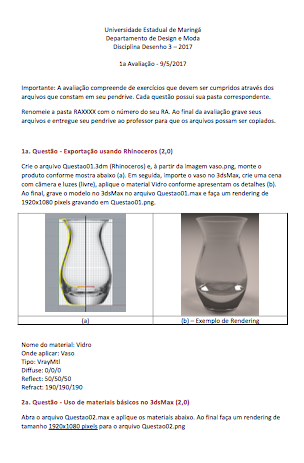 Universidade Estadual de Maringá
Departamento de Design e Moda
Disciplina Desenho 3 – 2017
1a Avaliação - 9/5/2017
Importante: A avaliação compreende de exercícios que devem ser cumpridos através dos
arquivos que constam em seu pendrive. Cada questão possui sua pasta correspondente.
Renomeie a pasta RAXXXX com o número do seu RA. Ao final da avaliação grave seus
arquivos e entregue seu pendrive ao professor para que os arquivos possam ser copiados.
1a. Questão - Exportação usando Rhinoceros (2,0)
Crie o arquivo Questao01.3dm (Rhinoceros) e, à partir da imagem vaso.png, monte o
produto conforme mostra abaixo (a). Em seguida, importe o vaso no 3dsMax, crie uma cena
com câmera e luzes (livre), aplique o material Vidro conforme apresentam os detalhes (b).
Ao final, grave o modelo no 3dsMax no arquivo Questao01.max e faça um rendering de
1920x1080 pixels gravando em Questao01.png.
(a)
(b) – Exemplo de Rendering
Nome do material: Vidro
Onde aplicar: Vaso
Tipo: VrayMtl
Diffuse: 0/0/0
Reflect: 50/50/50
Refract: 190/190/190
2a. Questão - Uso de materiais básicos no 3dsMax (2,0)
Abra o arquivo Questao02.max e aplique os materiais abaixo. Ao final faça um rendering de
tamanho 1920x1080 pixels para o arquivo Questao02.png